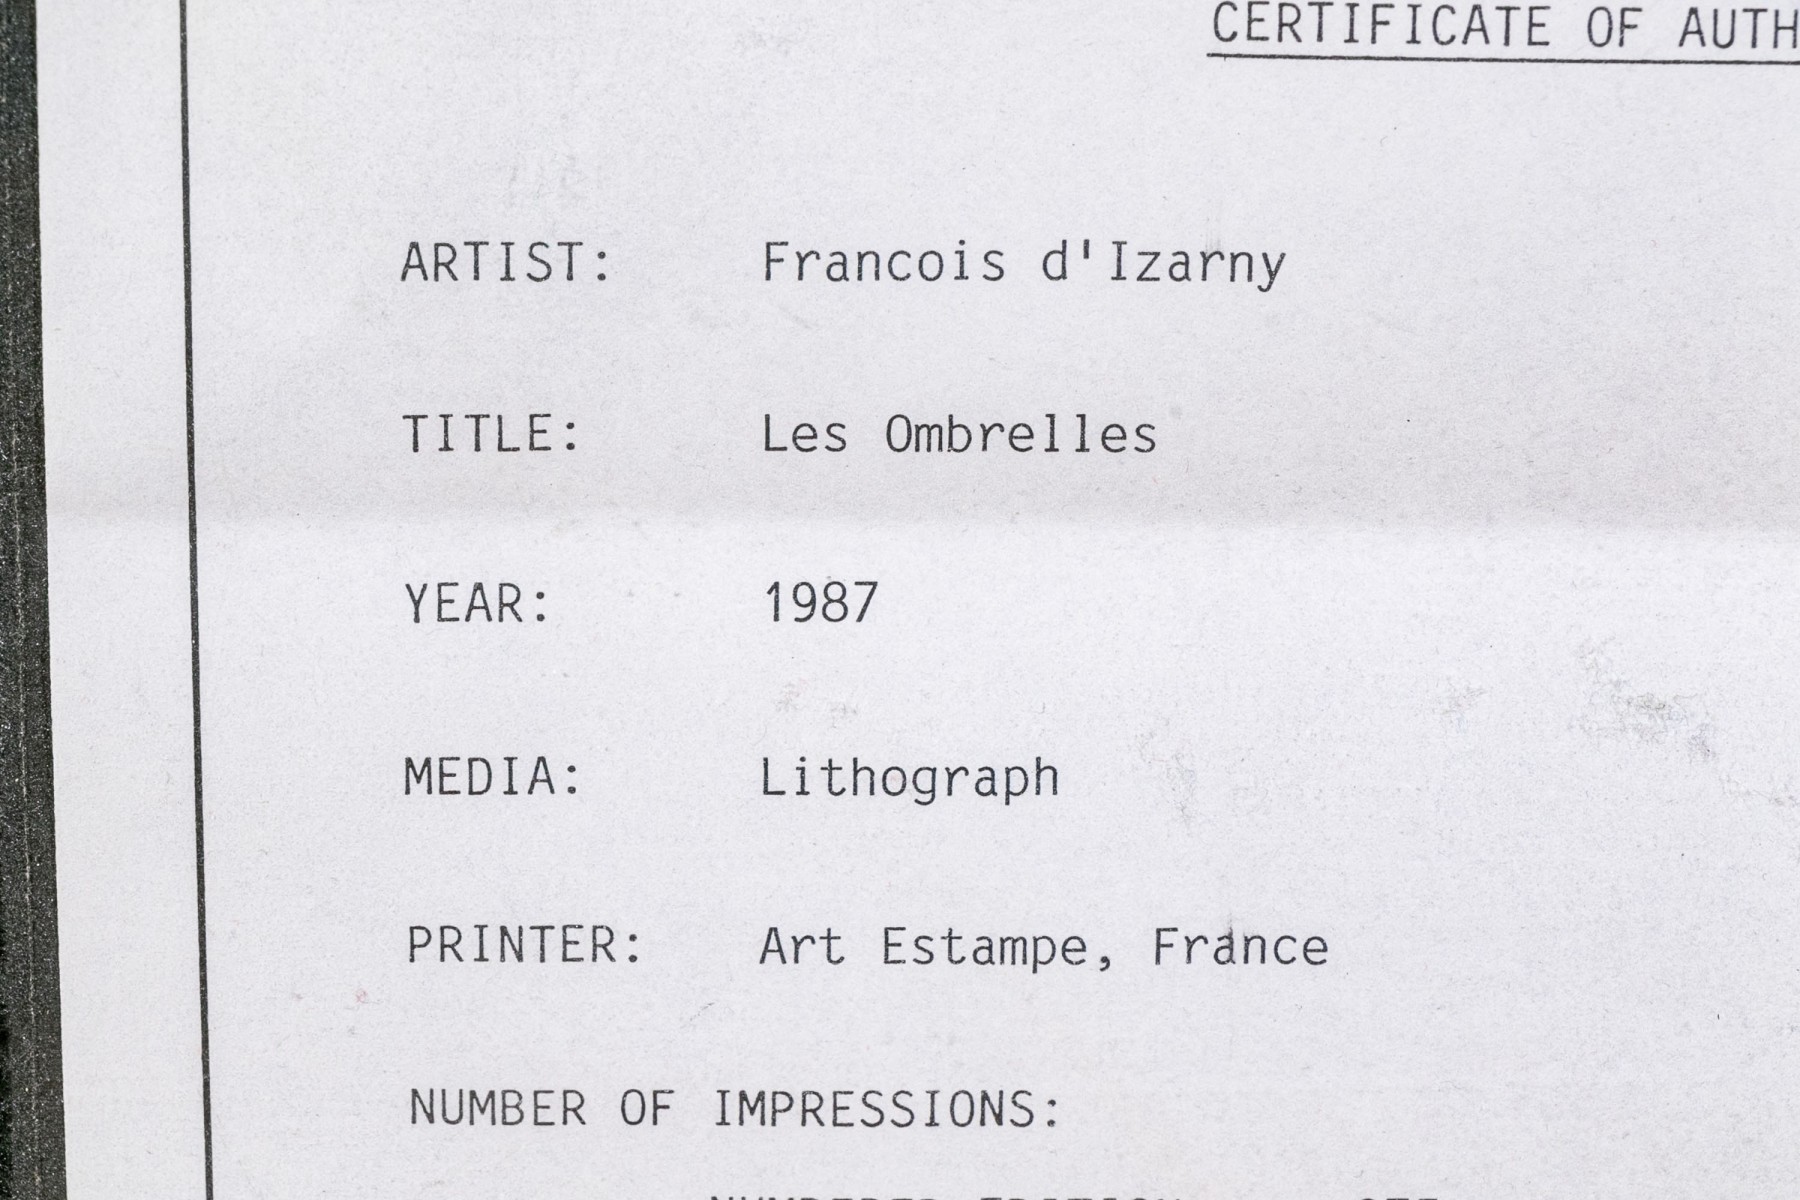 CERTIFICATE OF AUTH
ARTIST: Francois d'Izarny
TITLE: Les Ombrelles
YEAR: 1987
MEDIA: Lithograph
PRINTER: Art Estampe, France
NUMBER OF IMPRESSIONS: